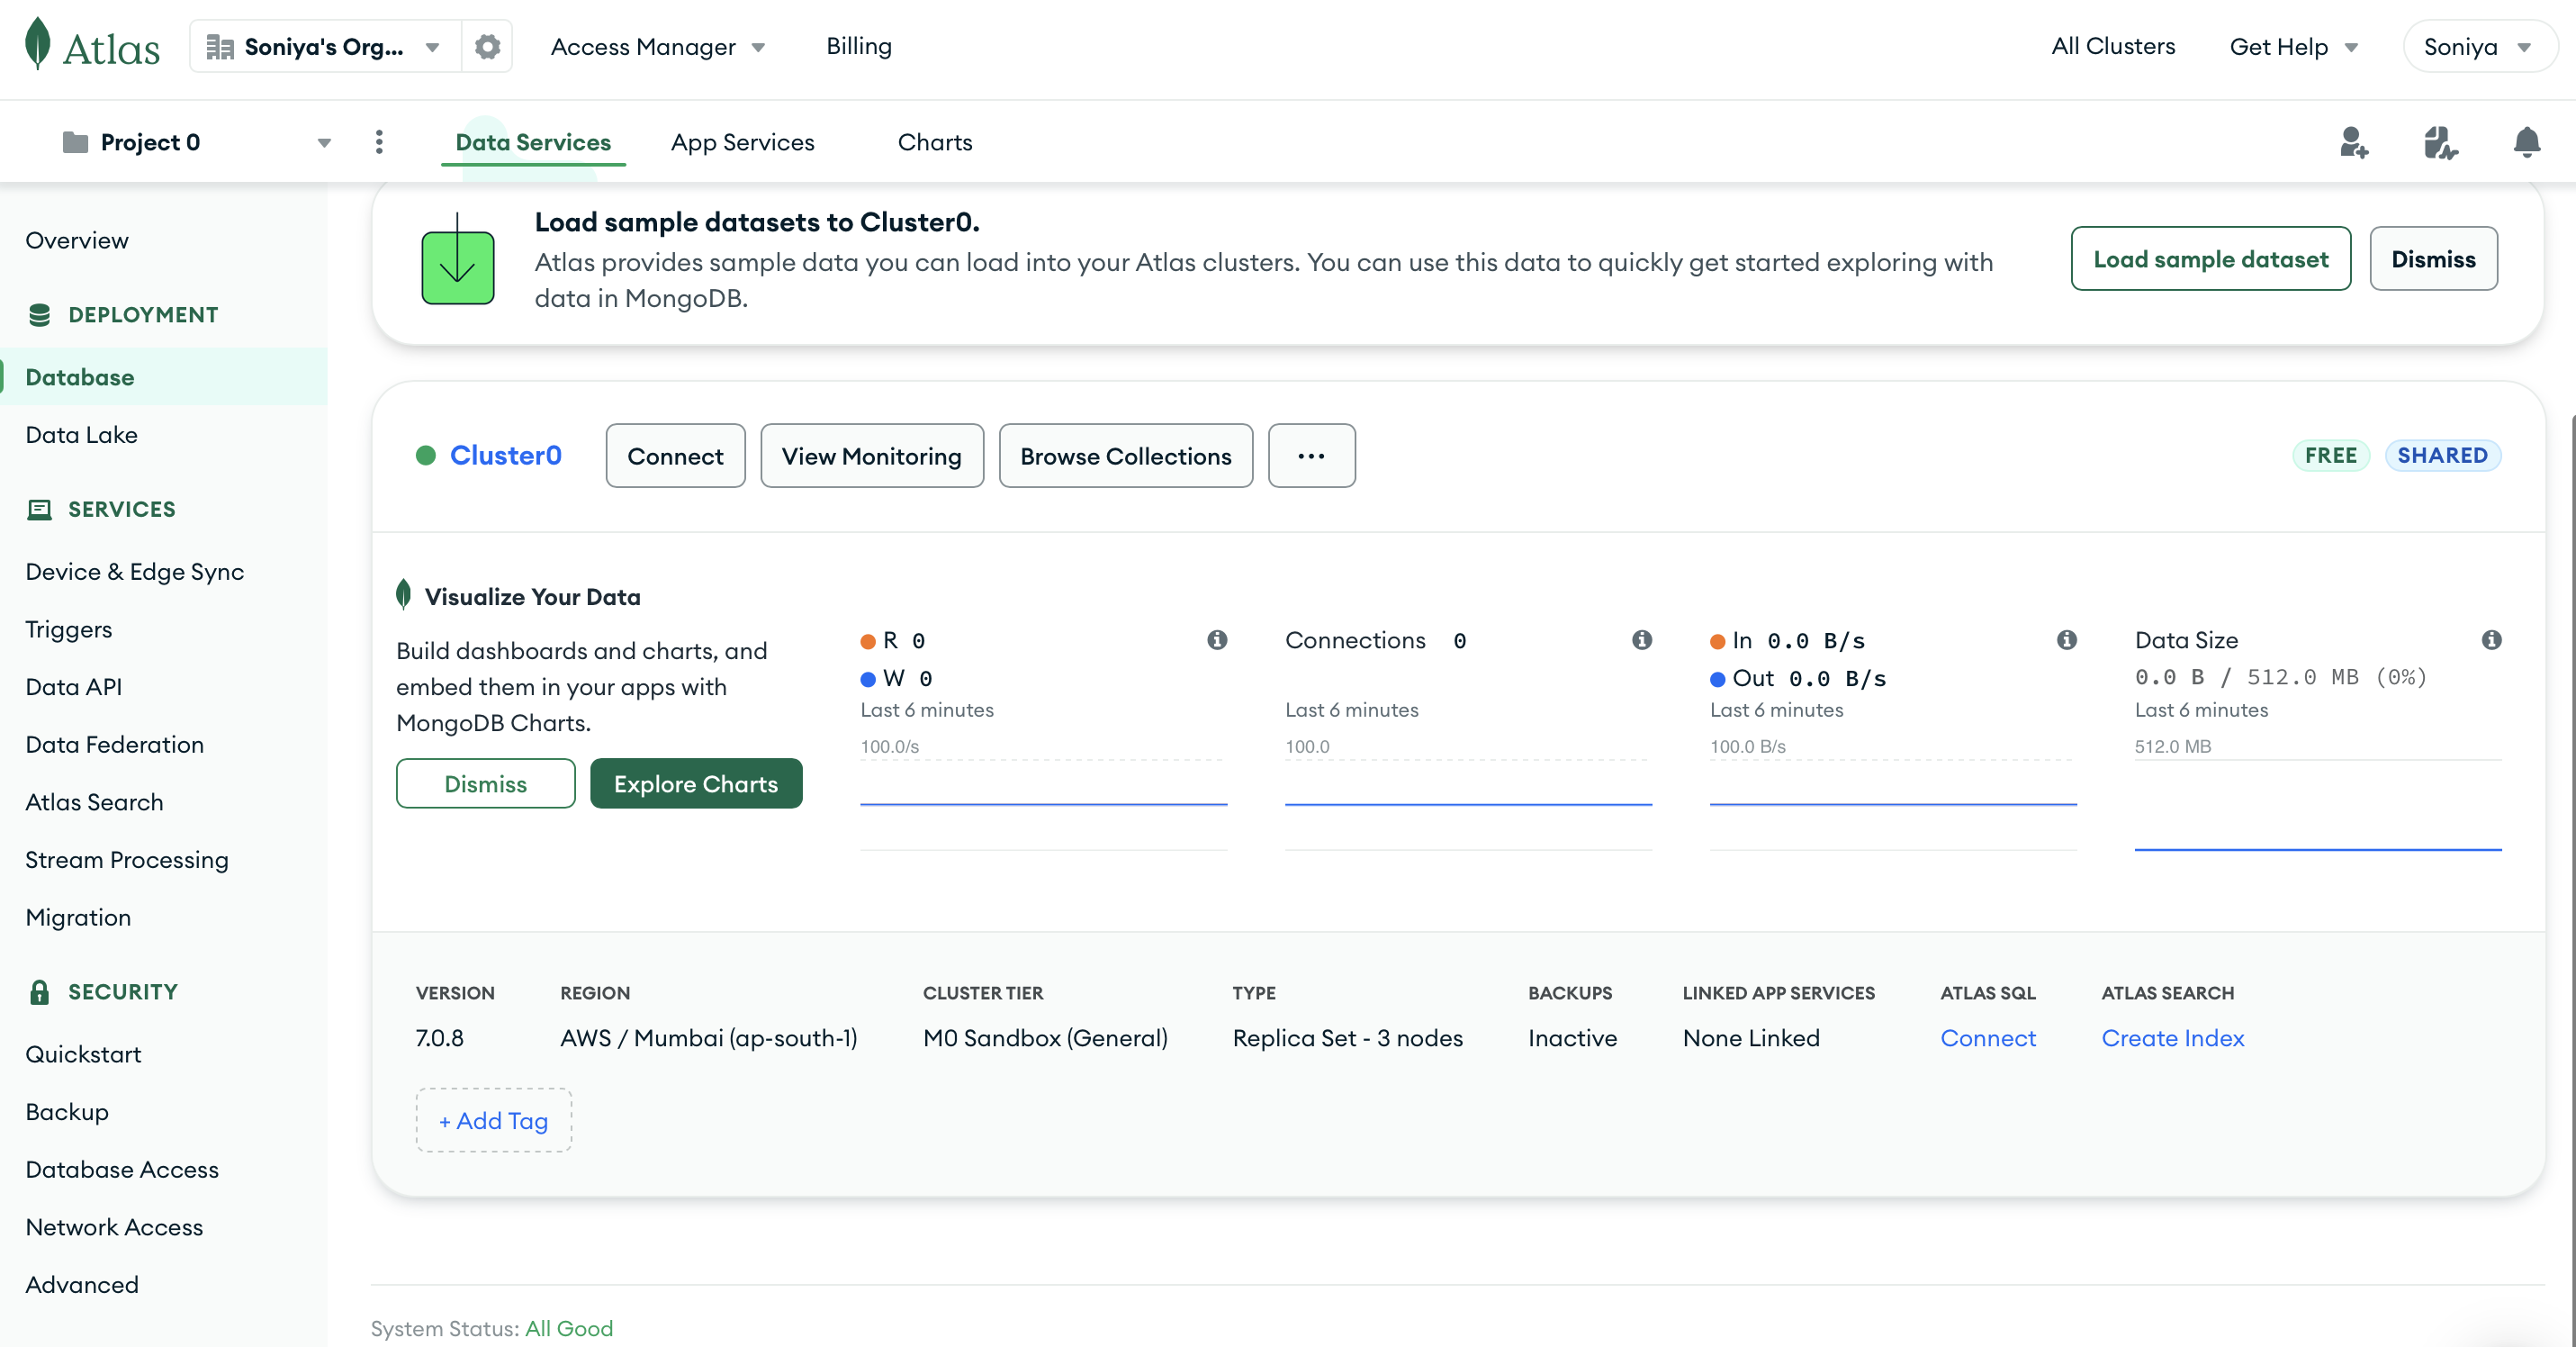 Atlas
Soniya's Org...
Access Manager
Billing
All Clusters
Get Help
Soniya
Project 0
Data Services
App Services
Charts
Overview
DEPLOYMENT
Database
Data Lake
SERVICES
Device & Edge Sync
Triggers
Data API
Data Federation
Atlas Search
Stream Processing
Migration
SECURITY
Quickstart
Backup
Database Access
Network Access
Advanced
Load sample datasets to Cluster0.
Atlas provides sample data you can load into your Atlas clusters. You can use this data to quickly get started exploring with
data in MongoDB.
Load sample dataset
Dismiss
Cluster0
Connect
View Monitoring
Browse Collections
...
FREE
SHARED
Visualize Your Data
Build dashboards and charts, and
embed them in your apps with
MongoDB Charts.
Dismiss
Explore Charts
R 0
W 0
Last 6 minutes
100.0/s
Connections 0
Last 6 minutes
100.0
In 0.0 B/s
Out 0.0 B/s
Last 6 minutes
100.0 B/s
Data Size
0.0 B / 512.0 MB (0%)
Last 6 minutes
512.0 MB
VERSION
7.0.8
REGION
AWS / Mumbai (ap-south-1)
CLUSTER TIER
M0 Sandbox (General)
TYPE
Replica Set - 3 nodes
BACKUPS
Inactive
LINKED APP SERVICES
None Linked
ATLAS SQL
Connect
ATLAS SEARCH
Create Index
+ Add Tag
System Status: All Good